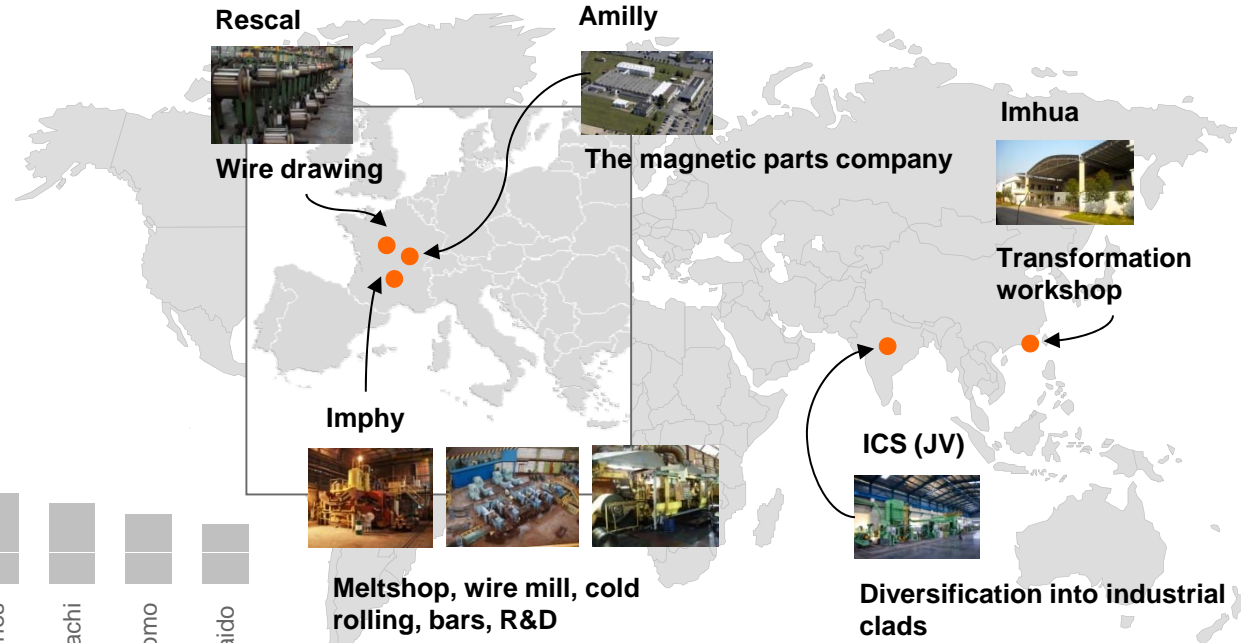 Rescal
Amilly
Imhua
Wire drawing
The magnetic parts company
Transformation
workshop
Imphy
ICS (JV)
Meltshop, wire mill, cold
rolling, bars, R&D
Diversification into industrial
clads